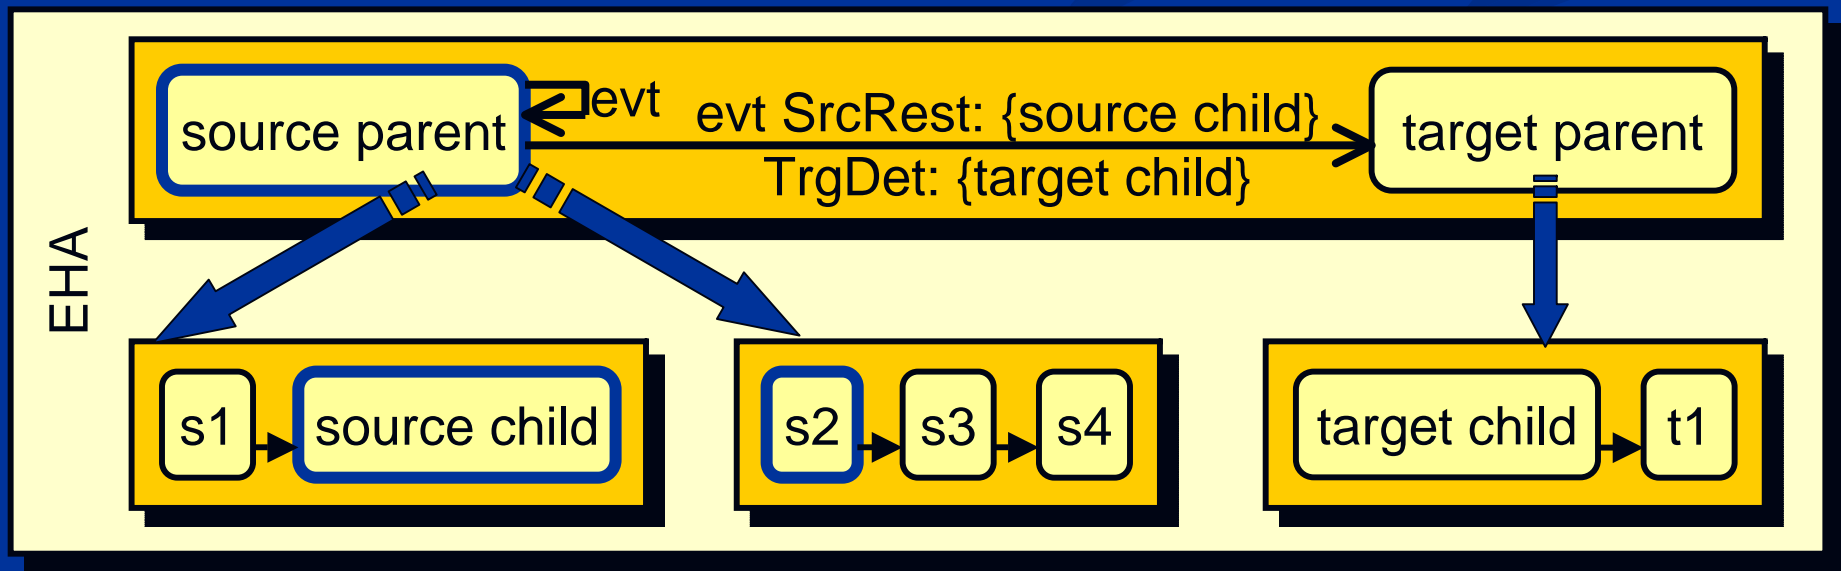 EHA
source parent
evt
evt SrcRest: {source child}
TrgDet: {target child}
target parent
s1
source child
s2
s3
s4
target child
t1